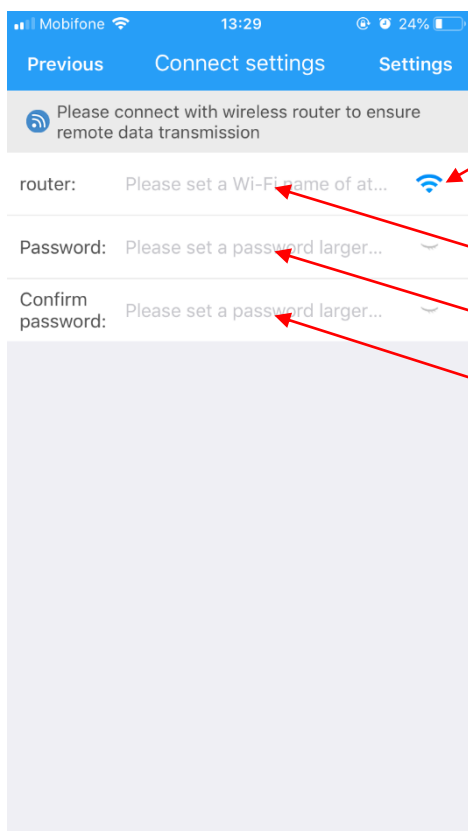 Mobifone 13:29 24%
Previous Connect settings Settings
Please connect with wireless router to ensure
remote data transmission
router: Please set a Wi-Fi name of at...
Password: Please set a password larger...
Confirm
password: Please set a password larger...